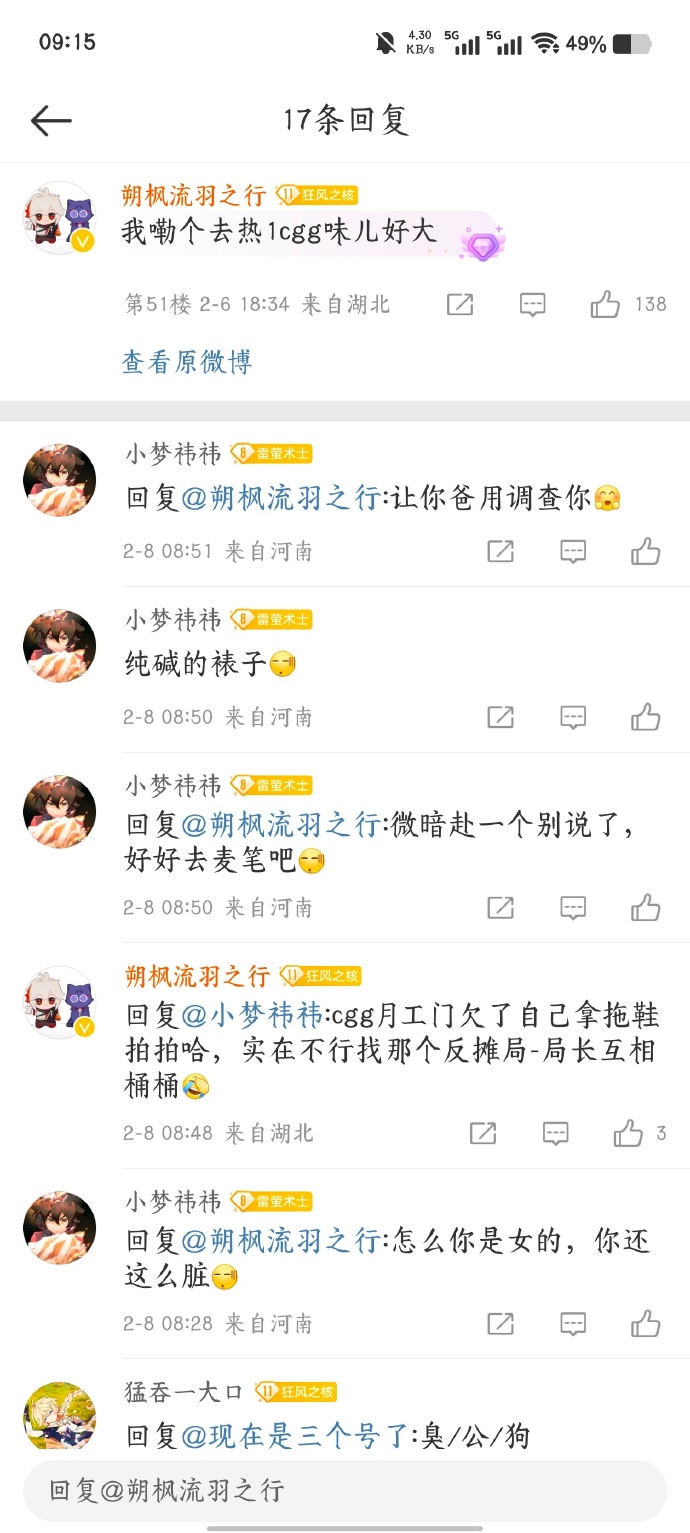 09:15
4.30 KB/s 5G 5G 49%
17条回复
朔枫流羽之行 11 狂风之核
我嘞个去热1cgg味儿好大
第51楼 2-6 18:34 来自湖北 138
查看原微博
小梦祎祎 8 雷萤术士
回复@朔枫流羽之行:让你爸用调查你
2-8 08:51 来自河南
小梦祎祎 8 雷萤术士
纯碱的裱子
2-8 08:50 来自河南
小梦祎祎 8 雷萤术士
回复@朔枫流羽之行:微暗赴一个别说了，
好好去麦笔吧
2-8 08:50 来自河南
朔枫流羽之行 11 狂风之核
回复@小梦祎祎:cgg月工门欠了自己拿拖鞋
拍拍哈，实在不行找那个反摊局-局长互相
桶桶
2-8 08:48 来自湖北 3
小梦祎祎 8 雷萤术士
回复@朔枫流羽之行:怎么你是女的，你还
这么脏
2-8 08:28 来自河南
猛吞一大口 11 狂风之核
回复@现在是三个号了:臭/公/狗
回复@朔枫流羽之行